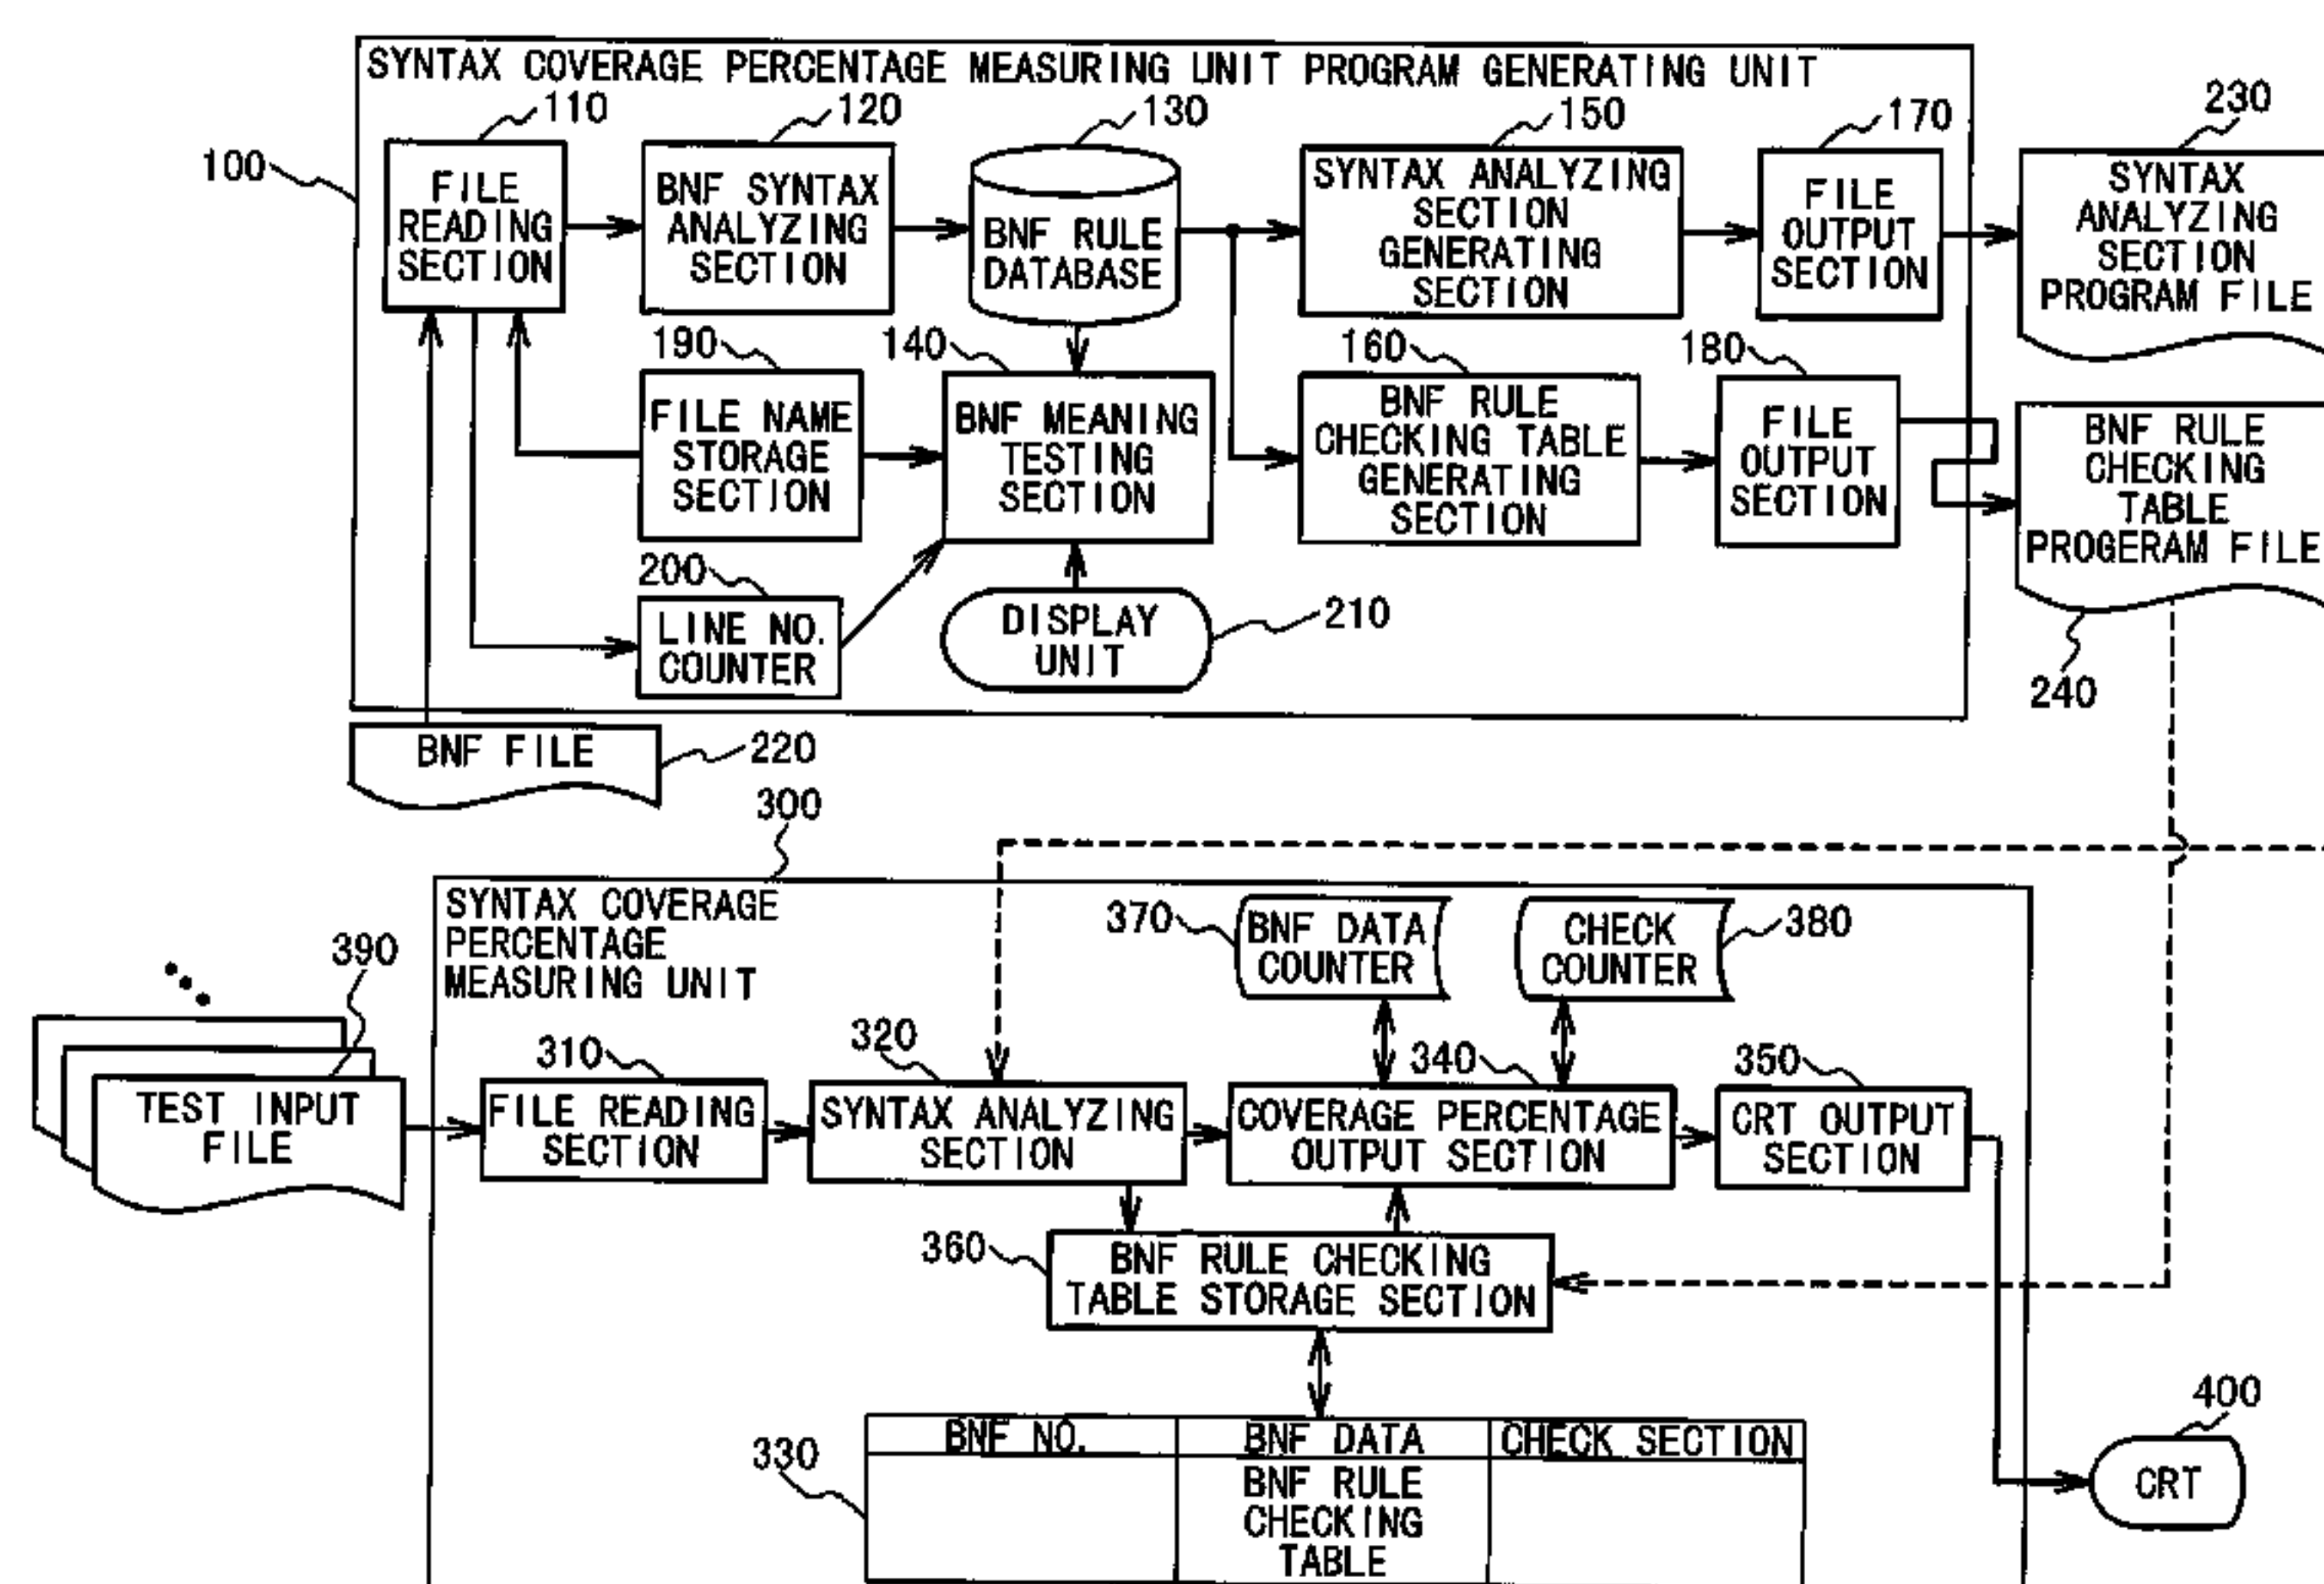 SYNTAX COVERAGE PERCENTAGE MEASURING UNIT PROGRAM GENERATING UNIT
110
120
130
150
170
230
100
FILE
READING
SECTION
BNF SYNTAX
ANALYZING
SECTION
BNF RULE
DATABASE
SYNTAX ANALYZING
SECTION
GENERATING
SECTION
FILE
OUTPUT
SECTION
SYNTAX
ANALYZING
SECTION
PROGRAM FILE
190
140
160
180
FILE NAME
STORAGE
SECTION
BNF MEANING
TESTING
SECTION
BNF RULE
CHECKING TABLE
GENERATING
SECTION
FILE
OUTPUT
SECTION
BNF RULE
CHECKING
TABLE
PROGERAM FILE
200
LINE NO.
COUNTER
DISPLAY
UNIT
210
240
BNF FILE
220
300
SYNTAX COVERAGE
PERCENTAGE
MEASURING UNIT
370
BNF DATA
COUNTER
CHECK
COUNTER
380
390
310
320
340
350
TEST INPUT
FILE
FILE READING
SECTION
SYNTAX ANALYZING
SECTION
COVERAGE PERCENTAGE
OUTPUT SECTION
CRT OUTPUT
SECTION
360
BNF RULE CHECKING
TABLE STORAGE SECTION
400
330
BNF NO.
BNF DATA
CHECK SECTION
BNF RULE
CHECKING
TABLE
CRT